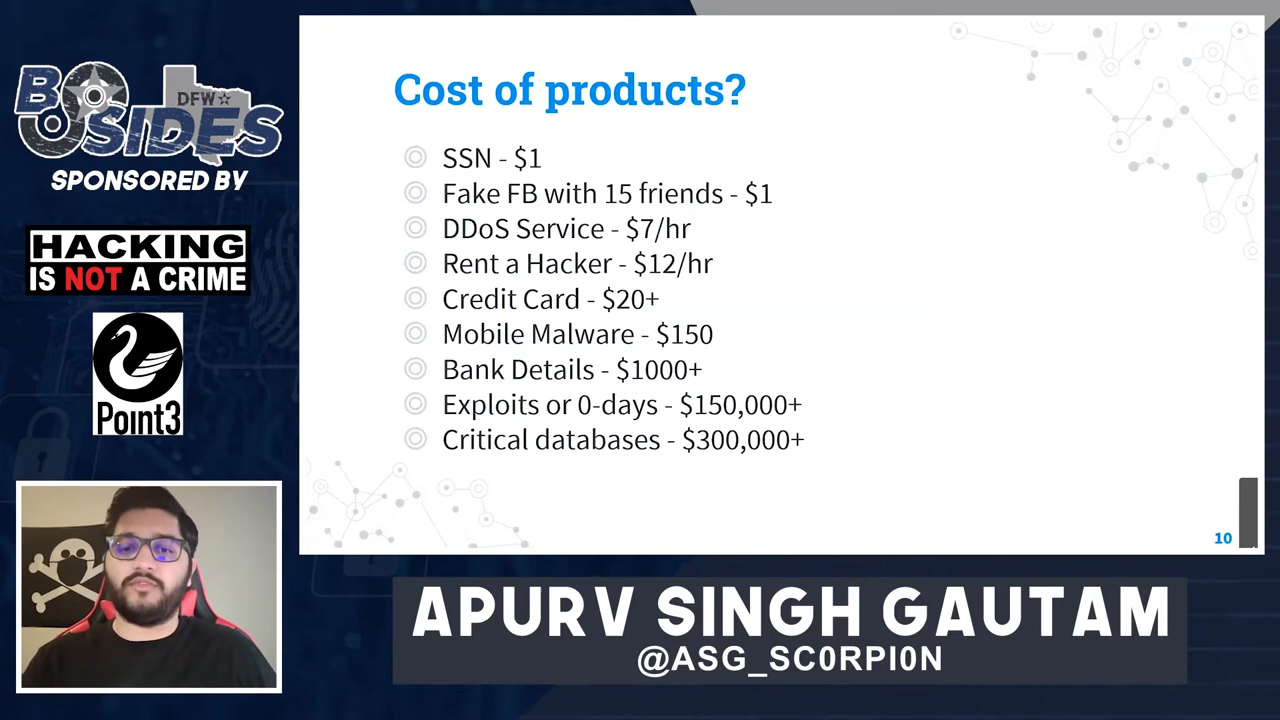 BSIDES
DFW
SPONSORED BY
HACKING
IS NOT A CRIME
Point3
Cost of products?
SSN - $1
Fake FB with 15 friends - $1
DDoS Service - $7/hr
Rent a Hacker - $12/hr
Credit Card - $20+
Mobile Malware - $150
Bank Details - $1000+
Exploits or 0-days - $150,000+
Critical databases - $300,000+
10
APURV SINGH GAUTAM
@ASG_SC0RPI0N